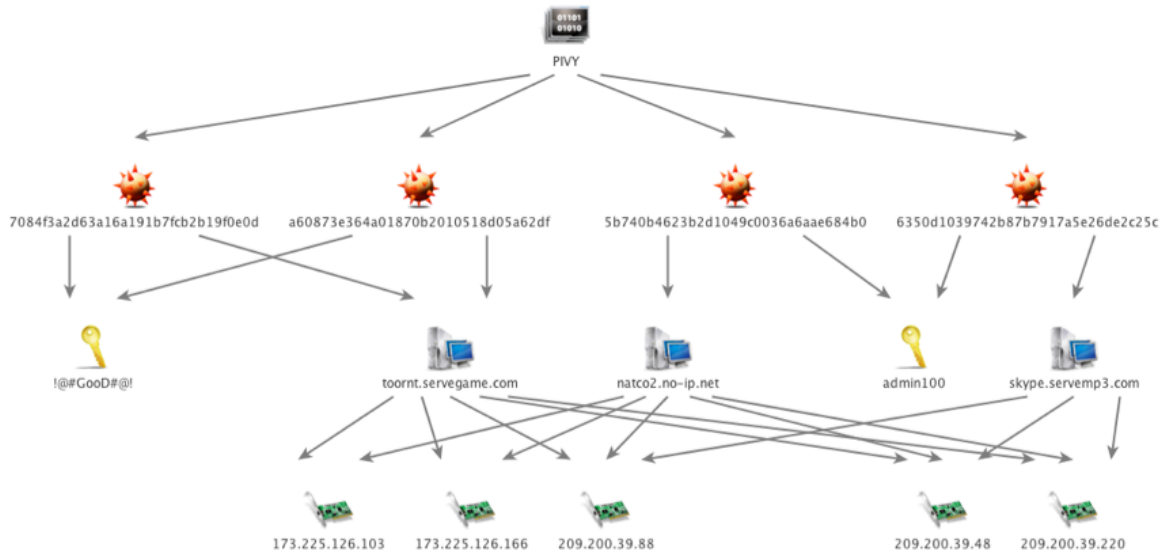 01101
01010
PIVY
7084f3a2d63a16a191b7fcb2b19f0e0d
a60873e364a01870b2010518d05a62df
5b740b4623b2d1049c0036a6aae684b0
6350d1039742b87b7917a5e26de2c25c
!@#GooD#@!
toornt.servegame.com
natco2.no-ip.net
admin100
skype.servemp3.com
173.225.126.103
173.225.126.166
209.200.39.88
209.200.39.48
209.200.39.220